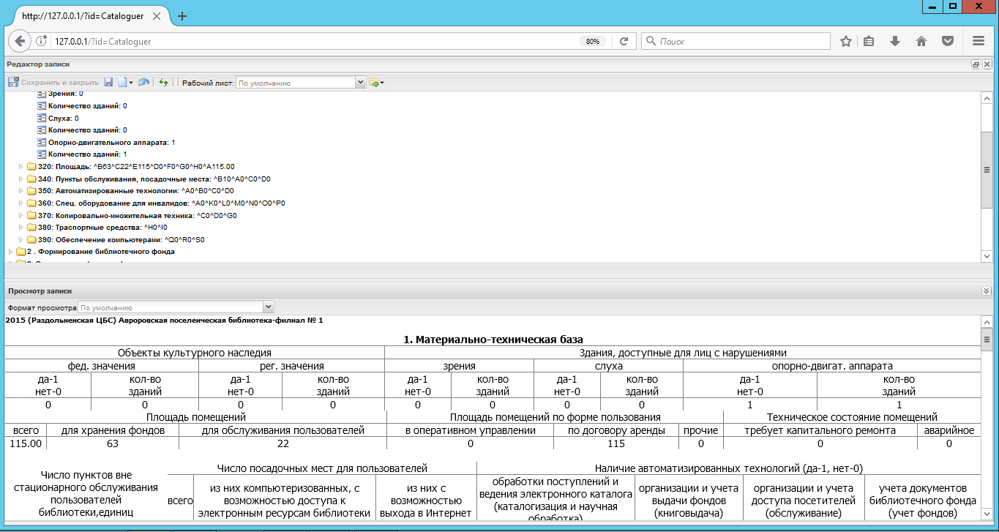 http://127.0.0.1/?id=Cataloguer
127.0.0.1/?id=Cataloguer
80%
Поиск
Редактор записи
Сохранить и закрыть
Рабочий лист: По умолчанию
Зрения: 0
Количество зданий: 0
Слуха: 0
Количество зданий: 0
Опорно-двигательного аппарата: 1
Количество зданий: 1
320: Площадь: ^B63^C22^E115^D0^F0^G0^H0^A115.00
340: Пункты обслуживания, посадочные места: ^B10^A0^C0^D0
350: Автоматизированные технологии: ^A0^B0^C0^D0
360: Спец. оборудование для инвалидов: ^A0^K0^L0^M0^N0^O0^P0
370: Копировально-множительная техника: ^C0^D0^G0
380: Траспортные средства: ^H0^I0
390: Обеспечение компьютерами: ^Q0^R0^S0
2 . Формирование библиотечного фонда
Просмотр записи
Формат просмотра По умолчанию
2015 (Раздольненская ЦБС) Авроровская поселенческая библиотека-филиал № 1
1. Материально-техническая база
Объекты культурного наследия Здания, доступные для лиц с нарушениями
фед. значения рег. значения зрения слуха опорно-двигат. аппарата
да-1 кол-во да-1 кол-во да-1 кол-во да-1 кол-во да-1 кол-во
нет-0 зданий нет-0 зданий нет-0 зданий нет-0 зданий нет-0 зданий
0 0 0 0 0 0 0 0 1 1
Площадь помещений Площадь помещений по форме пользования Техническое состояние помещений
всего для хранения фондов для обслуживания пользователей в оперативном управлении по договору аренды прочие требует капитального ремонта аварийное
115.00 63 22 0 115 0 0 0
Число пунктов вне
стационарного обслуживания
пользователей
библиотеки,единиц
Число посадочных мест для пользователей
Наличие автоматизированных технологий (да-1, нет-0)
всего
из них компьютеризованных, с
возможностью доступа к
электронным ресурсам библиотеки
из них с
возможностью
выхода в Интернет
обработки поступлений и
ведения электронного каталога
(каталогизация и научная
обработка)
организации и учета
выдачи фондов
(книговыдача)
организации и учета
доступа посетителей
(обслуживание)
учета документов
библиотечного фонда
(учет фондов)